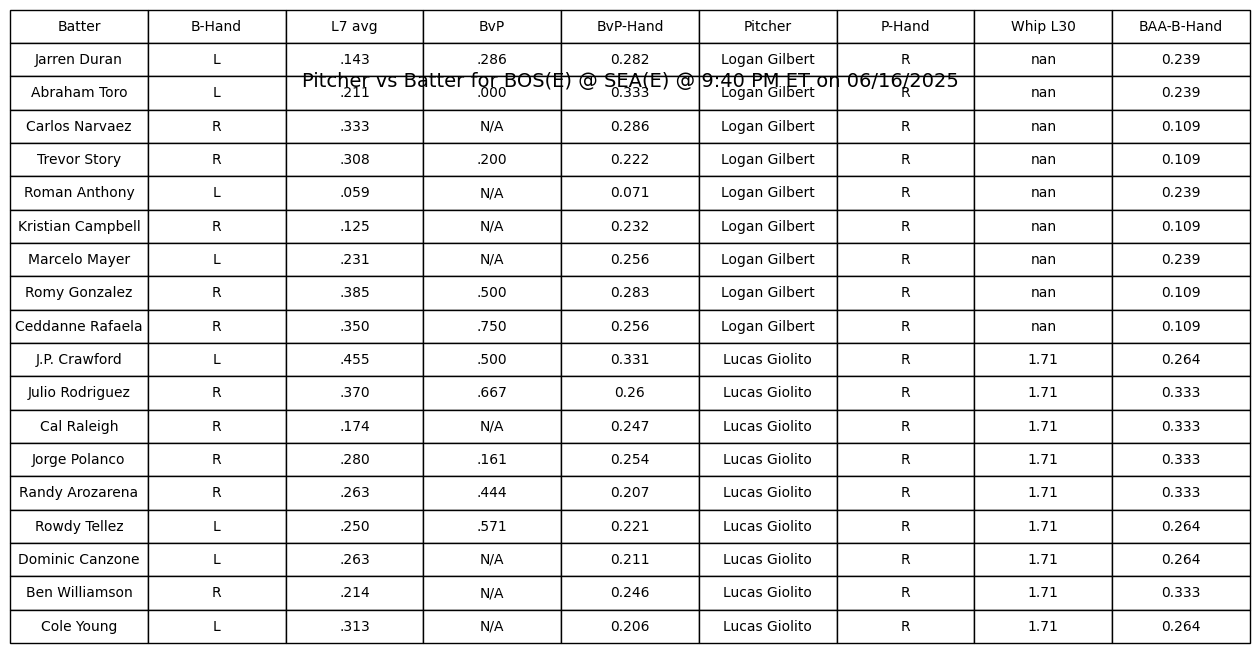 Batter B-Hand L7 avg BvP BvP-Hand Pitcher P-Hand Whip L30 BAA-B-Hand
Jarren Duran L .143 .286 0.282 Logan Gilbert R nan 0.239
Pitcher vs Batter for BOS(E) @ SEA(E) @ 9:40 PM ET on 06/16/2025
Abraham Toro L .211 .000 0.333 Logan Gilbert R nan 0.239
Carlos Narvaez R .333 N/A 0.286 Logan Gilbert R nan 0.109
Trevor Story R .308 .200 0.222 Logan Gilbert R nan 0.109
Roman Anthony L .059 N/A 0.071 Logan Gilbert R nan 0.239
Kristian Campbell R .125 N/A 0.232 Logan Gilbert R nan 0.109
Marcelo Mayer L .231 N/A 0.256 Logan Gilbert R nan 0.239
Romy Gonzalez R .385 .500 0.283 Logan Gilbert R nan 0.109
Ceddanne Rafaela R .350 .750 0.256 Logan Gilbert R nan 0.109
J.P. Crawford L .455 .500 0.331 Lucas Giolito R 1.71 0.264
Julio Rodriguez R .370 .667 0.26 Lucas Giolito R 1.71 0.333
Cal Raleigh R .174 N/A 0.247 Lucas Giolito R 1.71 0.333
Jorge Polanco R .280 .161 0.254 Lucas Giolito R 1.71 0.333
Randy Arozarena R .263 .444 0.207 Lucas Giolito R 1.71 0.333
Rowdy Tellez L .250 .571 0.221 Lucas Giolito R 1.71 0.264
Dominic Canzone L .263 N/A 0.211 Lucas Giolito R 1.71 0.264
Ben Williamson R .214 N/A 0.246 Lucas Giolito R 1.71 0.333
Cole Young L .313 N/A 0.206 Lucas Giolito R 1.71 0.264